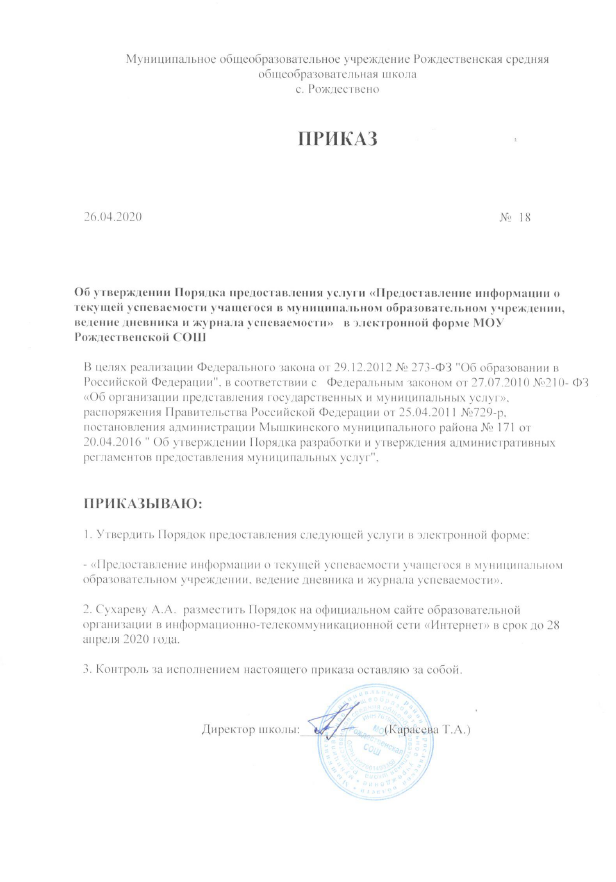 Муниципальное общеобразовательное учреждение Рождественская средняя
общеобразовательная школа
с. Рождествено
ПРИКАЗ
26.04.2020 № 18
Об утверждении Порядка предоставления услуги «Предоставление информации о
текущей успеваемости учащегося в муниципальном образовательном учреждении,
ведение дневника и журнала успеваемости» в электронной форме МОУ
Рождественской СОШ
В целях реализации Федерального закона от 29.12.2012 № 273-ФЗ "Об образовании в
Российской Федерации", в соответствии с Федеральным законом от 27.07.2010 №210- ФЗ
«Об организации представления государственных и муниципальных услуг»,
распоряжения Правительства Российской Федерации от 25.04.2011 №729-р,
постановления администрации Мышкинского муниципального района № 171 от
20.04.2016 " Об утверждении Порядка разработки и утверждения административных
регламентов предоставления муниципальных услуг",
ПРИКАЗЫВАЮ:
1. Утвердить Порядок предоставления следующей услуги в электронной форме:
- «Предоставление информации о текущей успеваемости учащегося в муниципальном
образовательном учреждении, ведение дневника и журнала успеваемости».
2. Сухареву А.А. разместить Порядок на официальном сайте образовательной
организации в информационно-телекоммуникационной сети «Интернет» в срок до 28
апреля 2020 года.
3. Контроль за исполнением настоящего приказа оставляю за собой.
Директор школы: (Карасева Т.А.)
СОШ